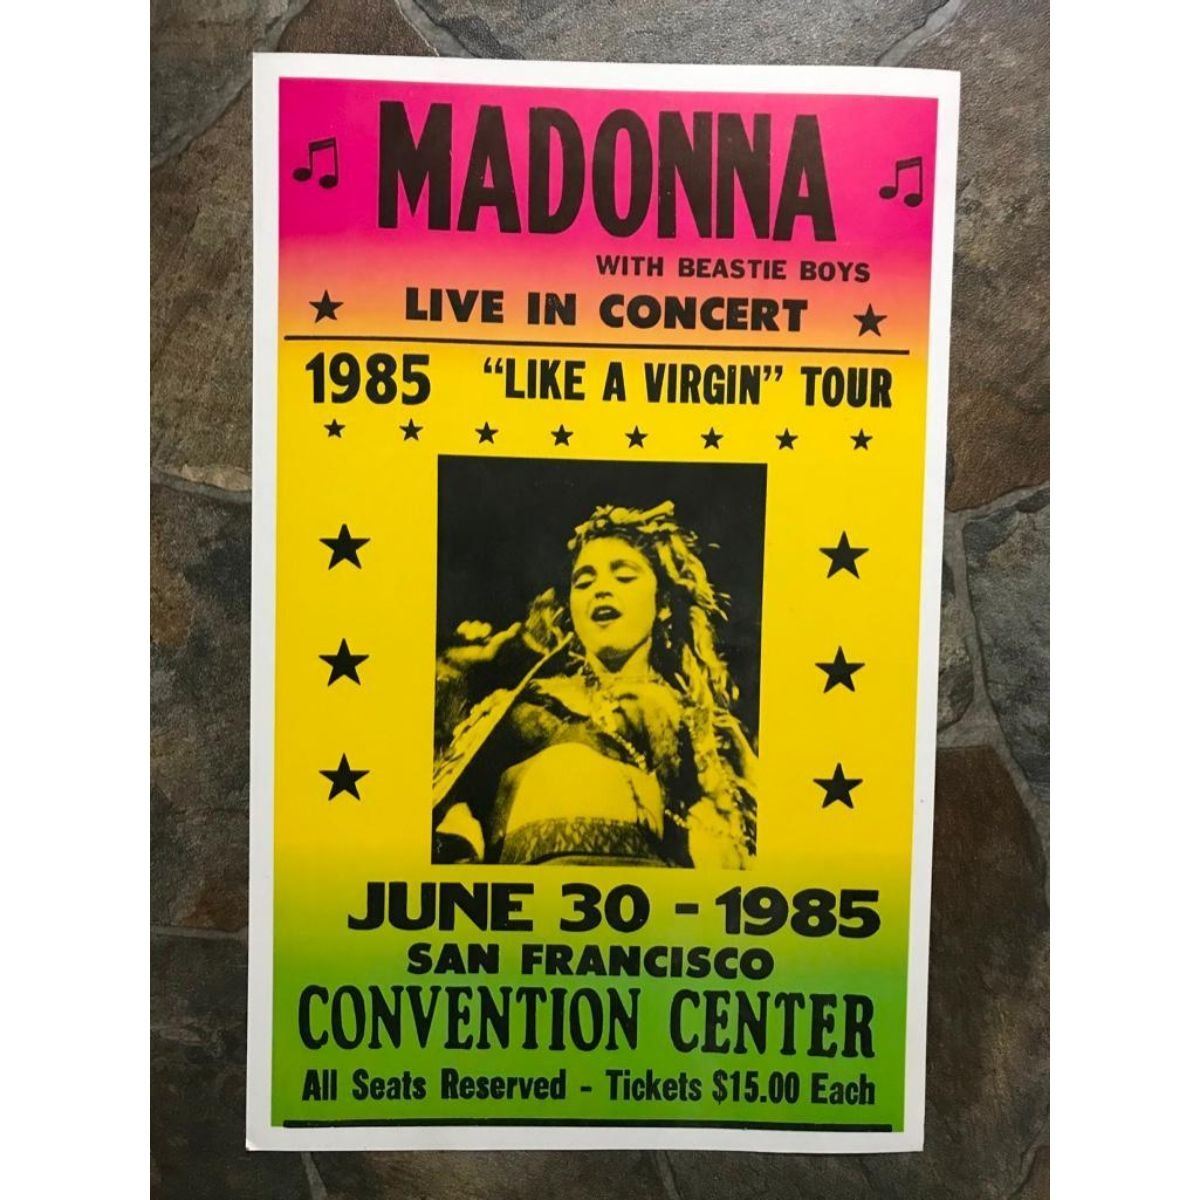 MADONNA
WITH BEASTIE BOYS
LIVE IN CONCERT
1985 "LIKE A VIRGIN" TOUR
JUNE 30 - 1985
SAN FRANCISCO
CONVENTION CENTER
All Seats Reserved - Tickets $15.00 Each